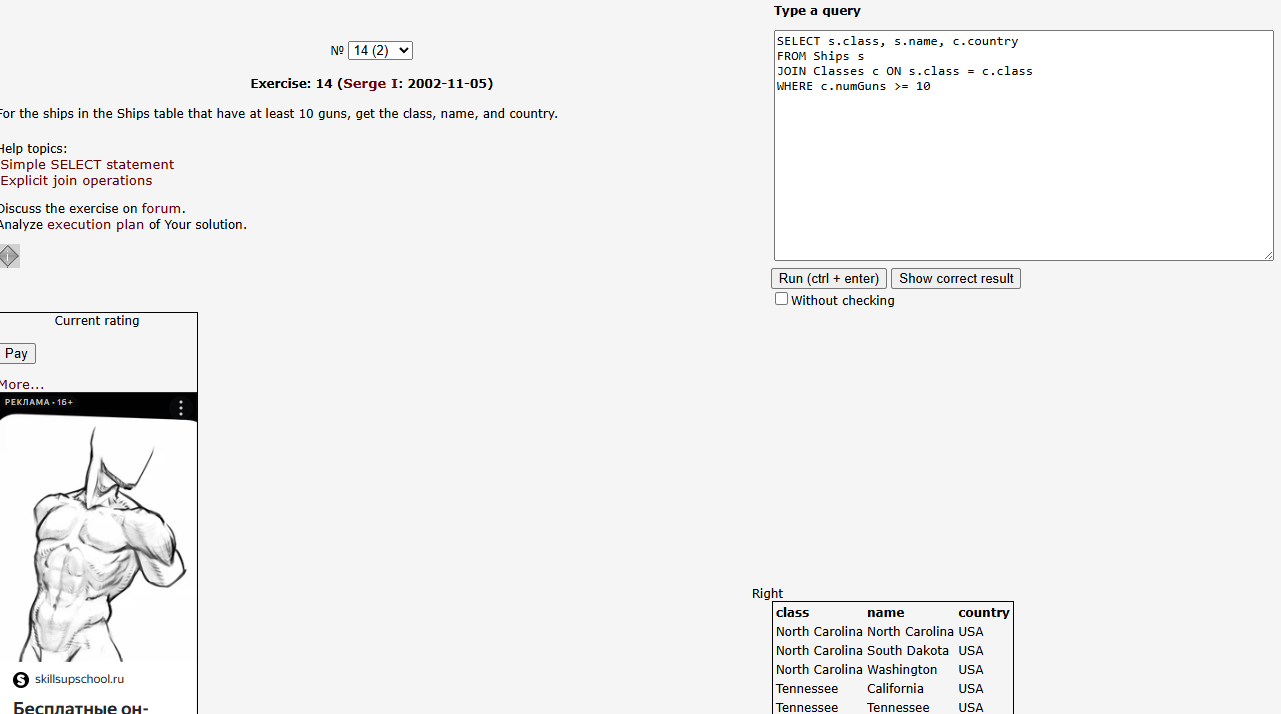 № 14 (2)
Exercise: 14 (Serge I: 2002-11-05)
For the ships in the Ships table that have at least 10 guns, get the class, name, and country.
Help topics:
Simple SELECT statement
Explicit join operations
Discuss the exercise on forum.
Analyze execution plan of Your solution.
Current rating
Pay
More...
РЕКЛАМА • 16+
skillsupschool.ru
Бесплатные он-
Type a query
SELECT s.class, s.name, c.country
FROM Ships s
JOIN Classes c ON s.class = c.class
WHERE c.numGuns >= 10
Run (ctrl + enter) Show correct result
Without checking
Right
class name country
North Carolina North Carolina USA
North Carolina South Dakota USA
North Carolina Washington USA
Tennessee California USA
Tennessee Tennessee USA